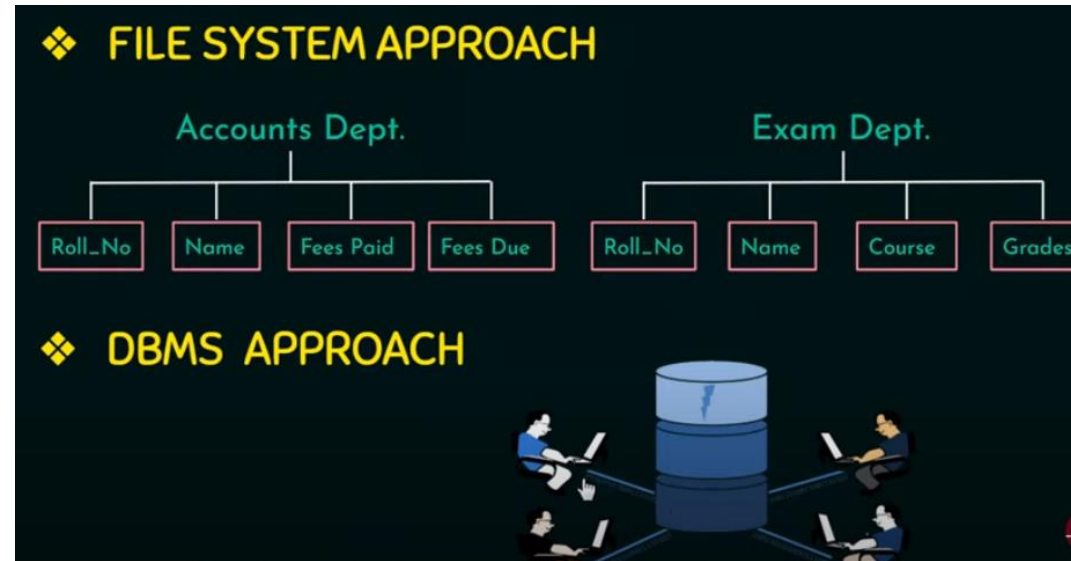 ❖ FILE SYSTEM APPROACH
Accounts Dept.
Exam Dept.
Roll_No Name Fees Paid Fees Due
Roll_No Name Course Grades
❖ DBMS APPROACH